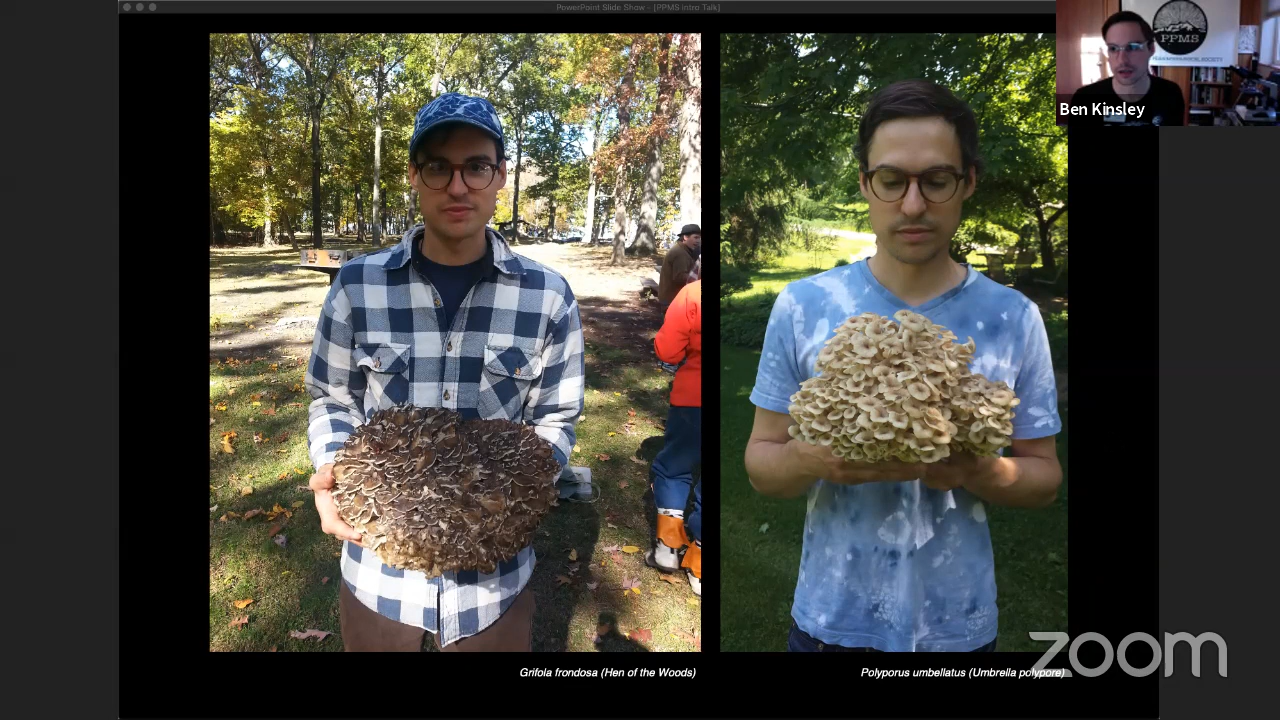 PowerPoint Slide Show - [PPMS intro Talk]
PPMS
Ben Kinsley
Grifola frondosa (Hen of the Woods)
Polyporus umbellatus (Umbrella polypore)
zoom